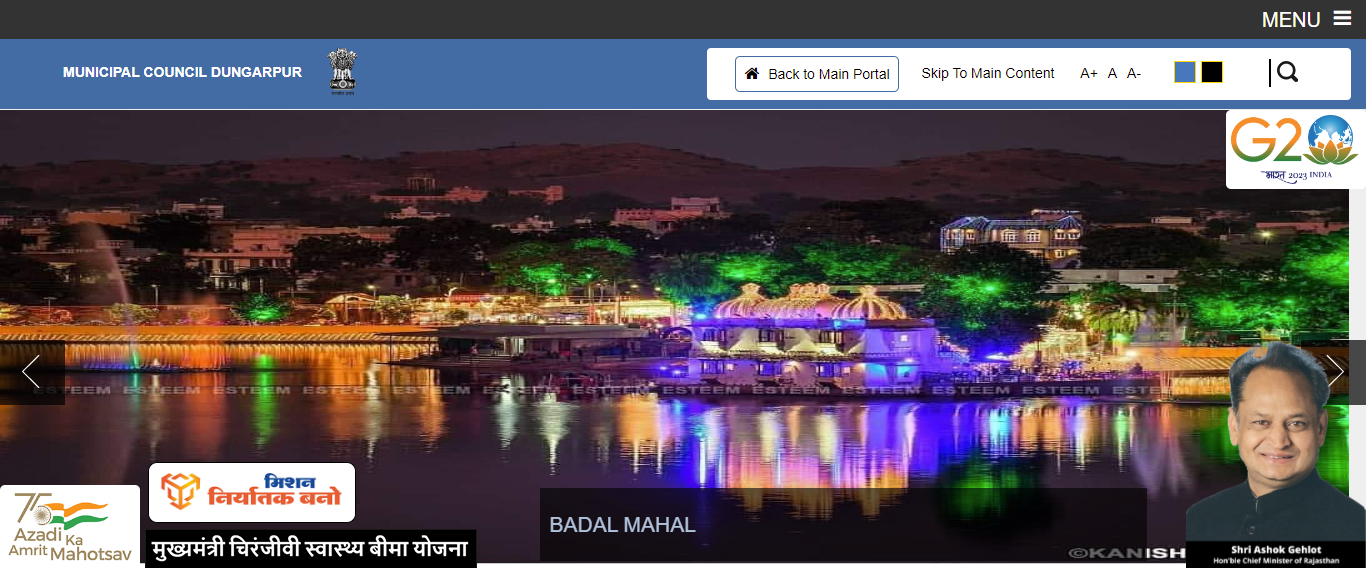 MENU
MUNICIPAL COUNCIL DUNGARPUR
Back to Main Portal
Skip To Main Content
A+ A A-
G20
भारत 2023 INDIA
ESTEEM ESTEEM ESTEEM ESTEEM ESTEEM ESTEEM ESTEEM ESTEEM ESTEEM ESTEEM ESTEEM ESTEEM ESTEEM
मिशन
निर्यातक बनो
75
Azadi Ka
Amrit Mahotsav
मुख्यमंत्री चिरंजीवी स्वास्थ्य बीमा योजना
BADAL MAHAL
©KANISH
Shri Ashok Gehlot
Hon'ble Chief Minister of Rajasthan